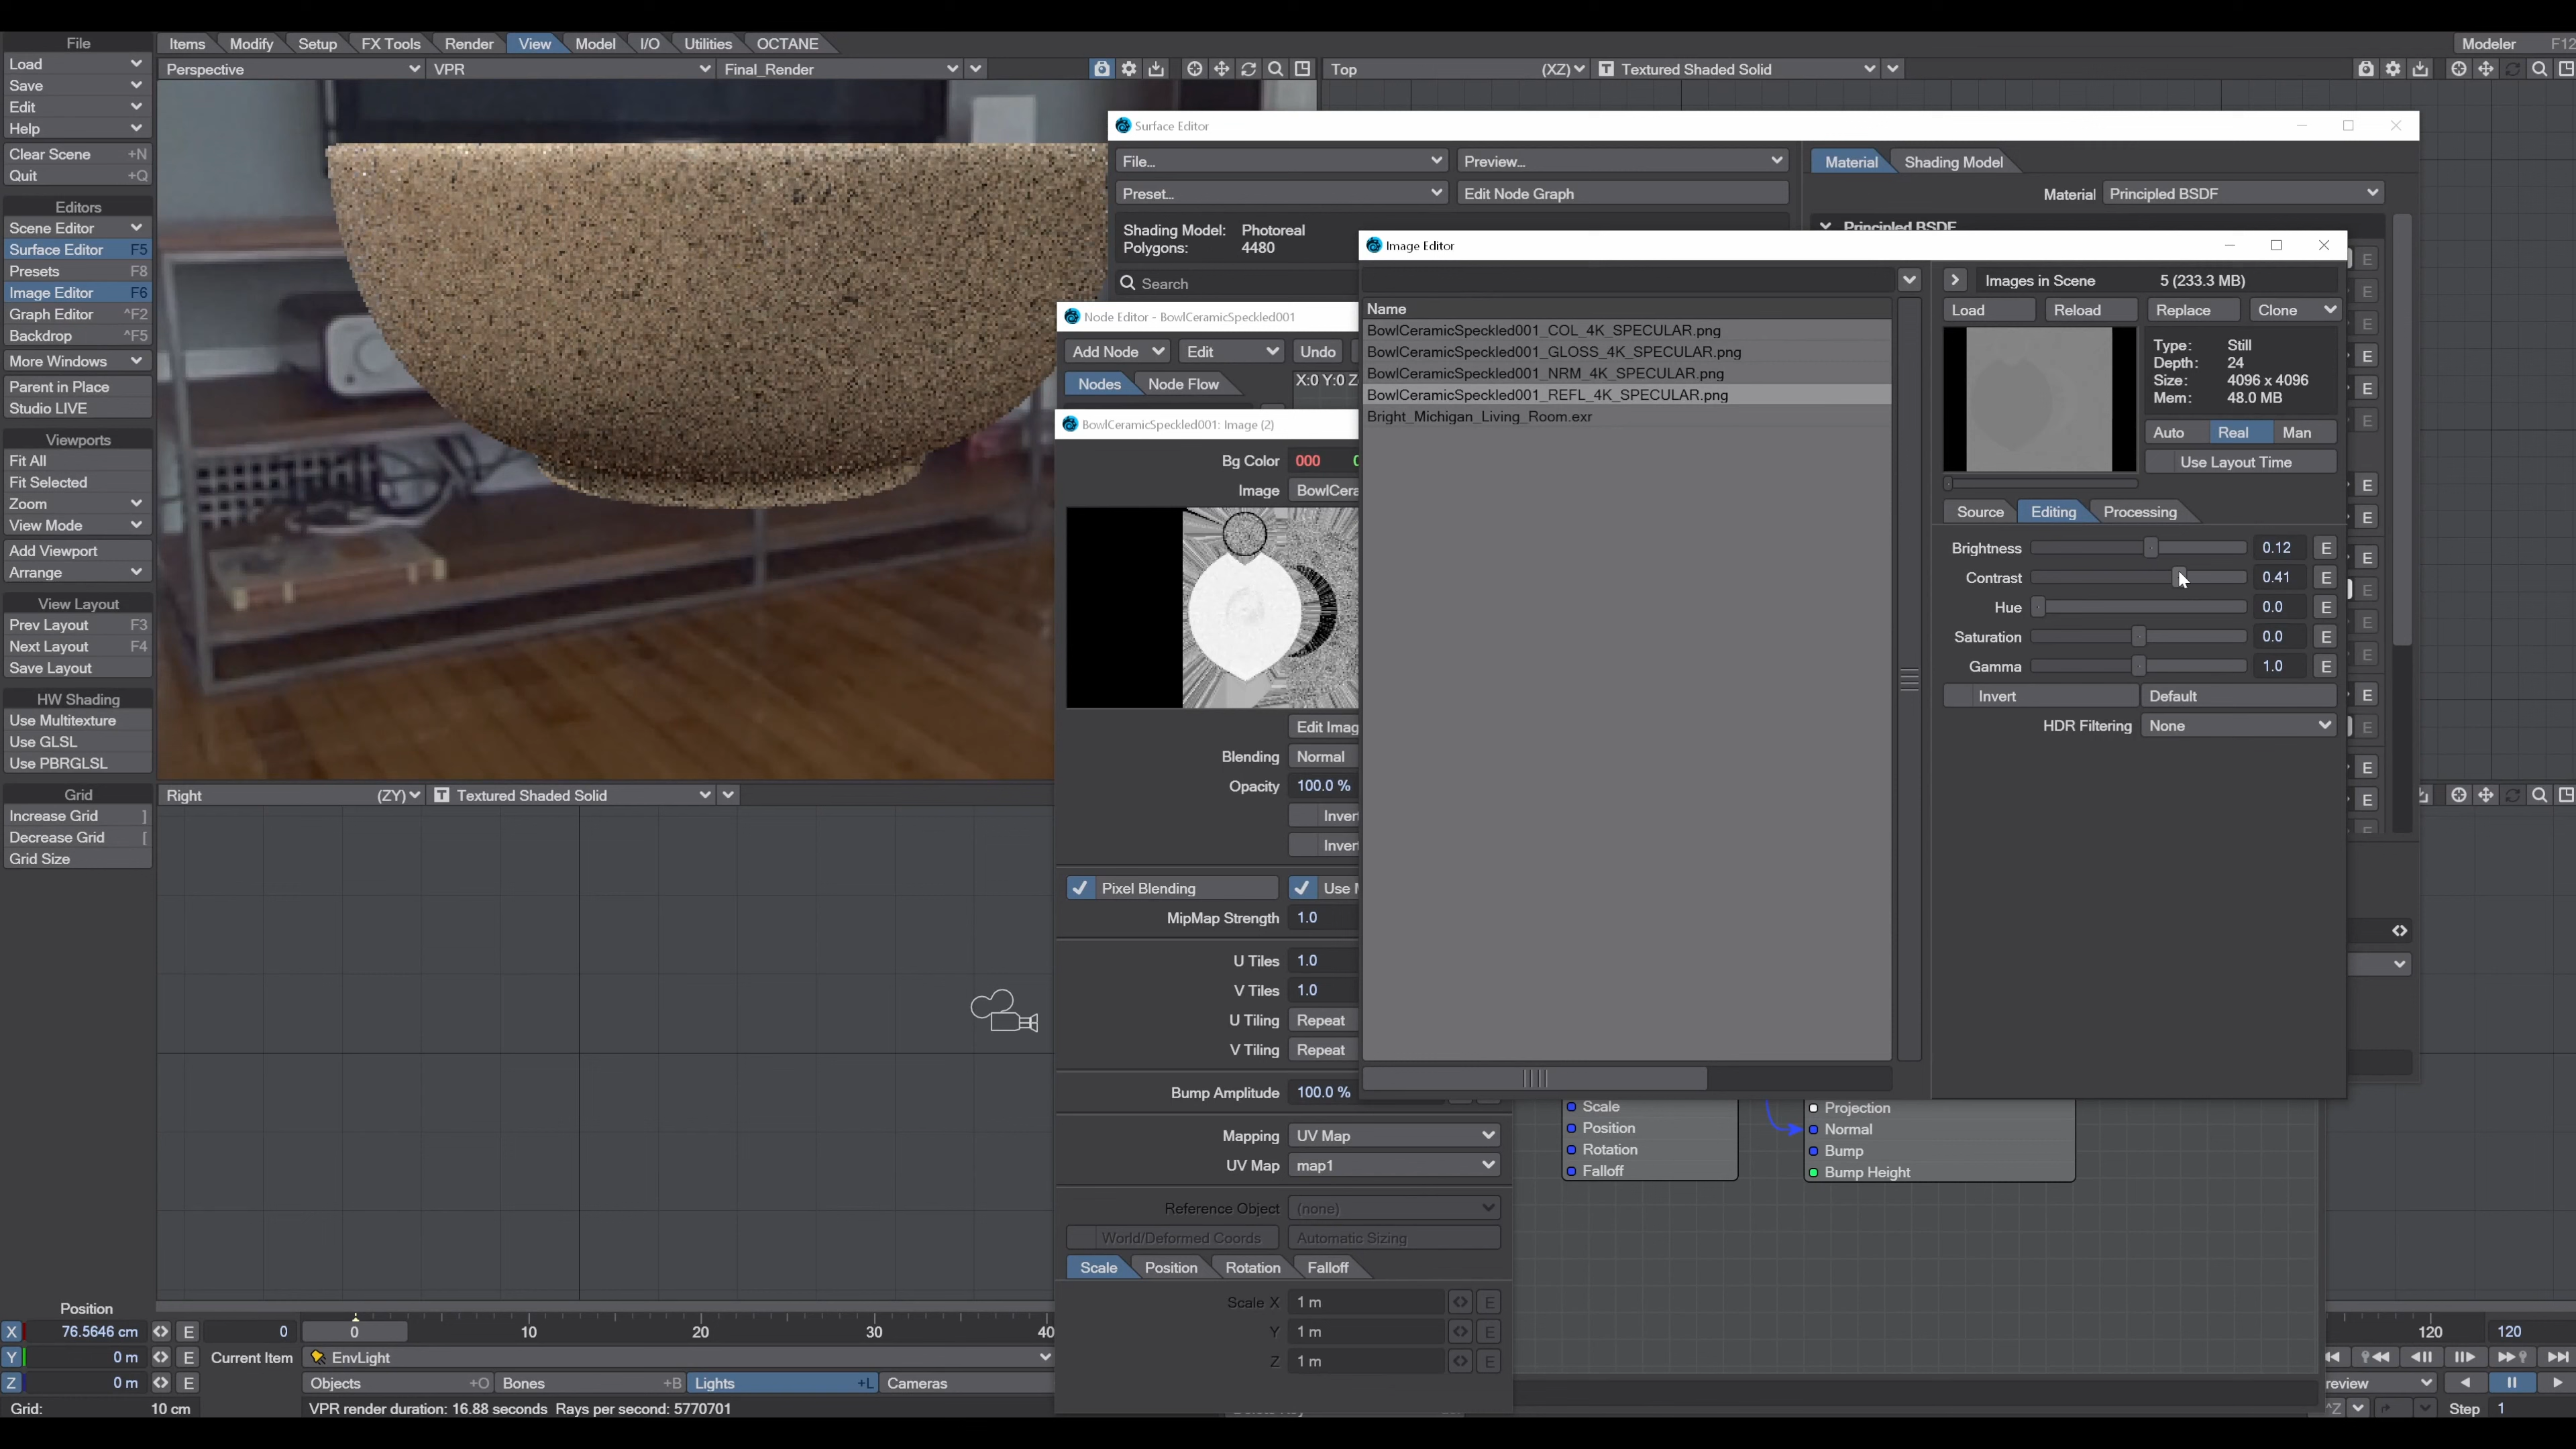 File
Items Modify Setup FX Tools Render View Model I/O Utilities OCTANE
Modeler F12
Load
Save
Edit
Help
Clear Scene +N
Quit +Q
Editors
Scene Editor
Surface Editor F5
Presets F8
Image Editor F6
Graph Editor ^F2
Backdrop ^F5
More Windows
Parent in Place
Studio LIVE
Viewports
Fit All
Fit Selected
Zoom
View Mode
Add Viewport
Arrange
View Layout
Prev Layout F3
Next Layout F4
Save Layout
HW Shading
Use Multitexture
Use GLSL
Use PBRGLSL
Grid
Increase Grid ]
Decrease Grid [
Grid Size
Perspective VPR Final_Render
Top (XZ) T Textured Shaded Solid
Right (ZY) T Textured Shaded Solid
Surface Editor
File... Preview...
Preset... Edit Node Graph
Shading Model: Photoreal
Polygons: 4480
Search
Material Shading Model
Material Principled BSDF
Principled BSDF
Node Editor - BowlCeramicSpeckled001
Add Node Edit Undo
Nodes Node Flow X:0 Y:0 Z
BowlCeramicSpeckled001: Image (2)
Bg Color 000
Image BowlCera
Edit Imag
Blending Normal
Opacity 100.0 %
Inver
Inver
Pixel Blending Use M
MipMap Strength 1.0
U Tiles 1.0
V Tiles 1.0
U Tiling Repeat
V Tiling Repeat
Bump Amplitude 100.0 %
Mapping UV Map
UV Map map1
Reference Object (none)
World/Deformed Coords Automatic Sizing
Scale Position Rotation Falloff
Scale X 1 m E
Y 1 m E
Z 1 m E
Image Editor
Name
BowlCeramicSpeckled001_COL_4K_SPECULAR.png
BowlCeramicSpeckled001_GLOSS_4K_SPECULAR.png
BowlCeramicSpeckled001_NRM_4K_SPECULAR.png
BowlCeramicSpeckled001_REFL_4K_SPECULAR.png
Bright_Michigan_Living_Room.exr
Images in Scene 5 (233.3 MB)
Load Reload Replace Clone
Type: Still
Depth: 24
Size: 4096 x 4096
Mem: 48.0 MB
Auto Real Man
Use Layout Time
Source Editing Processing
Brightness 0.12 E
Contrast 0.41 E
Hue 0.0 E
Saturation 0.0 E
Gamma 1.0 E
Invert Default
HDR Filtering None
Scale
Position
Rotation
Falloff
Projection
Normal
Bump
Bump Height
Position
X 76.5646 cm E
Y 0 m E
Z 0 m E
Grid: 10 cm
0 0 10 20 30 40
120 120
Current Item EnvLight
Objects +O Bones +B Lights +L Cameras
VPR render duration: 16.88 seconds Rays per second: 5770701
review
^Z Step 1